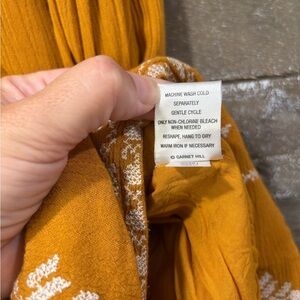 MACHINE WASH COLD
SEPARATELY
GENTLE CYCLE
ONLY NON-CHLORINE BLEACH
WHEN NEEDED
RESHAPE, HANG TO DRY
WARM IRON IF NECESSARY
© GARNET HILL